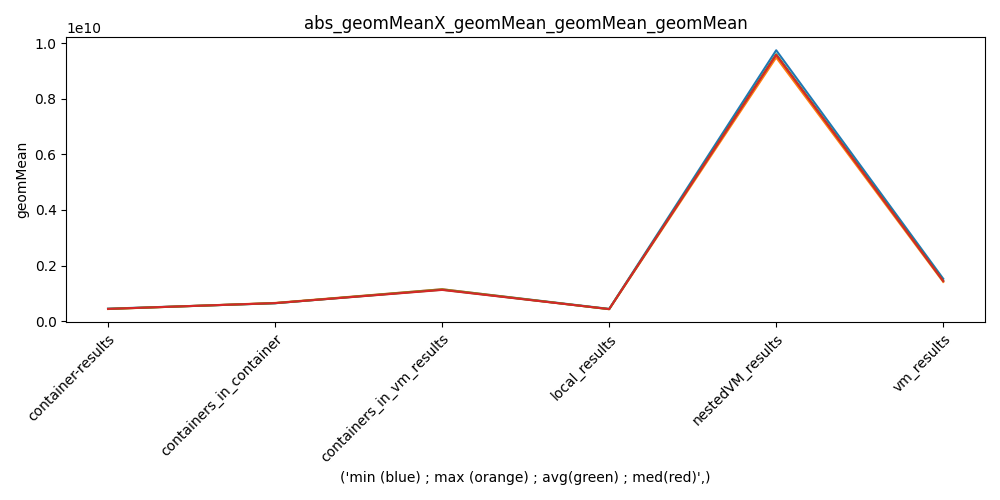 abs_geomMeanX_geomMean_geomMean_geomMean
1e10
1.0
0.8
0.6
0.4
0.2
0.0
geomMean
container-results
containers_in_container
containers_in_vm_results
local_results
nestedVM_results
vm_results
('min (blue) ; max (orange) ; avg(green) ; med(red)',)